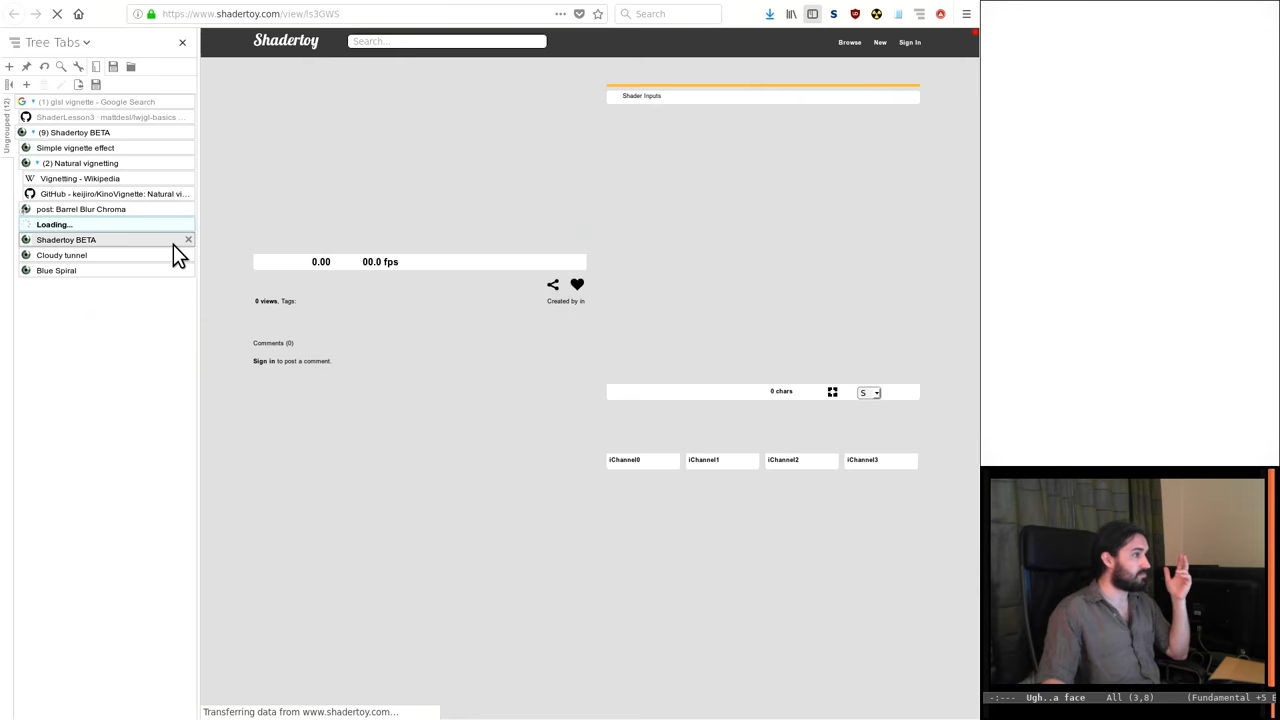 https://www.shadertoy.com/view/ls3GWS
Search
Tree Tabs
Ungrouped (12)
(1) glsl vignette - Google Search
ShaderLesson3 · mattdesl/lwjgl-basics ...
(9) Shadertoy BETA
Simple vignette effect
(2) Natural vignetting
Vignetting - Wikipedia
GitHub - keijiro/KinoVignette: Natural vi...
post: Barrel Blur Chroma
Loading...
Shadertoy BETA
Cloudy tunnel
Blue Spiral
Shadertoy
Search...
Browse
New
Sign In
Shader Inputs
0.00 00.0 fps
0 views. Tags:
Created by in
Comments (0)
Sign in to post a comment.
0 chars
S
iChannel0
iChannel1
iChannel2
iChannel3
Transferring data from www.shadertoy.com...
-:--- Ugh..a face All (3,8) (Fundamental +5 E